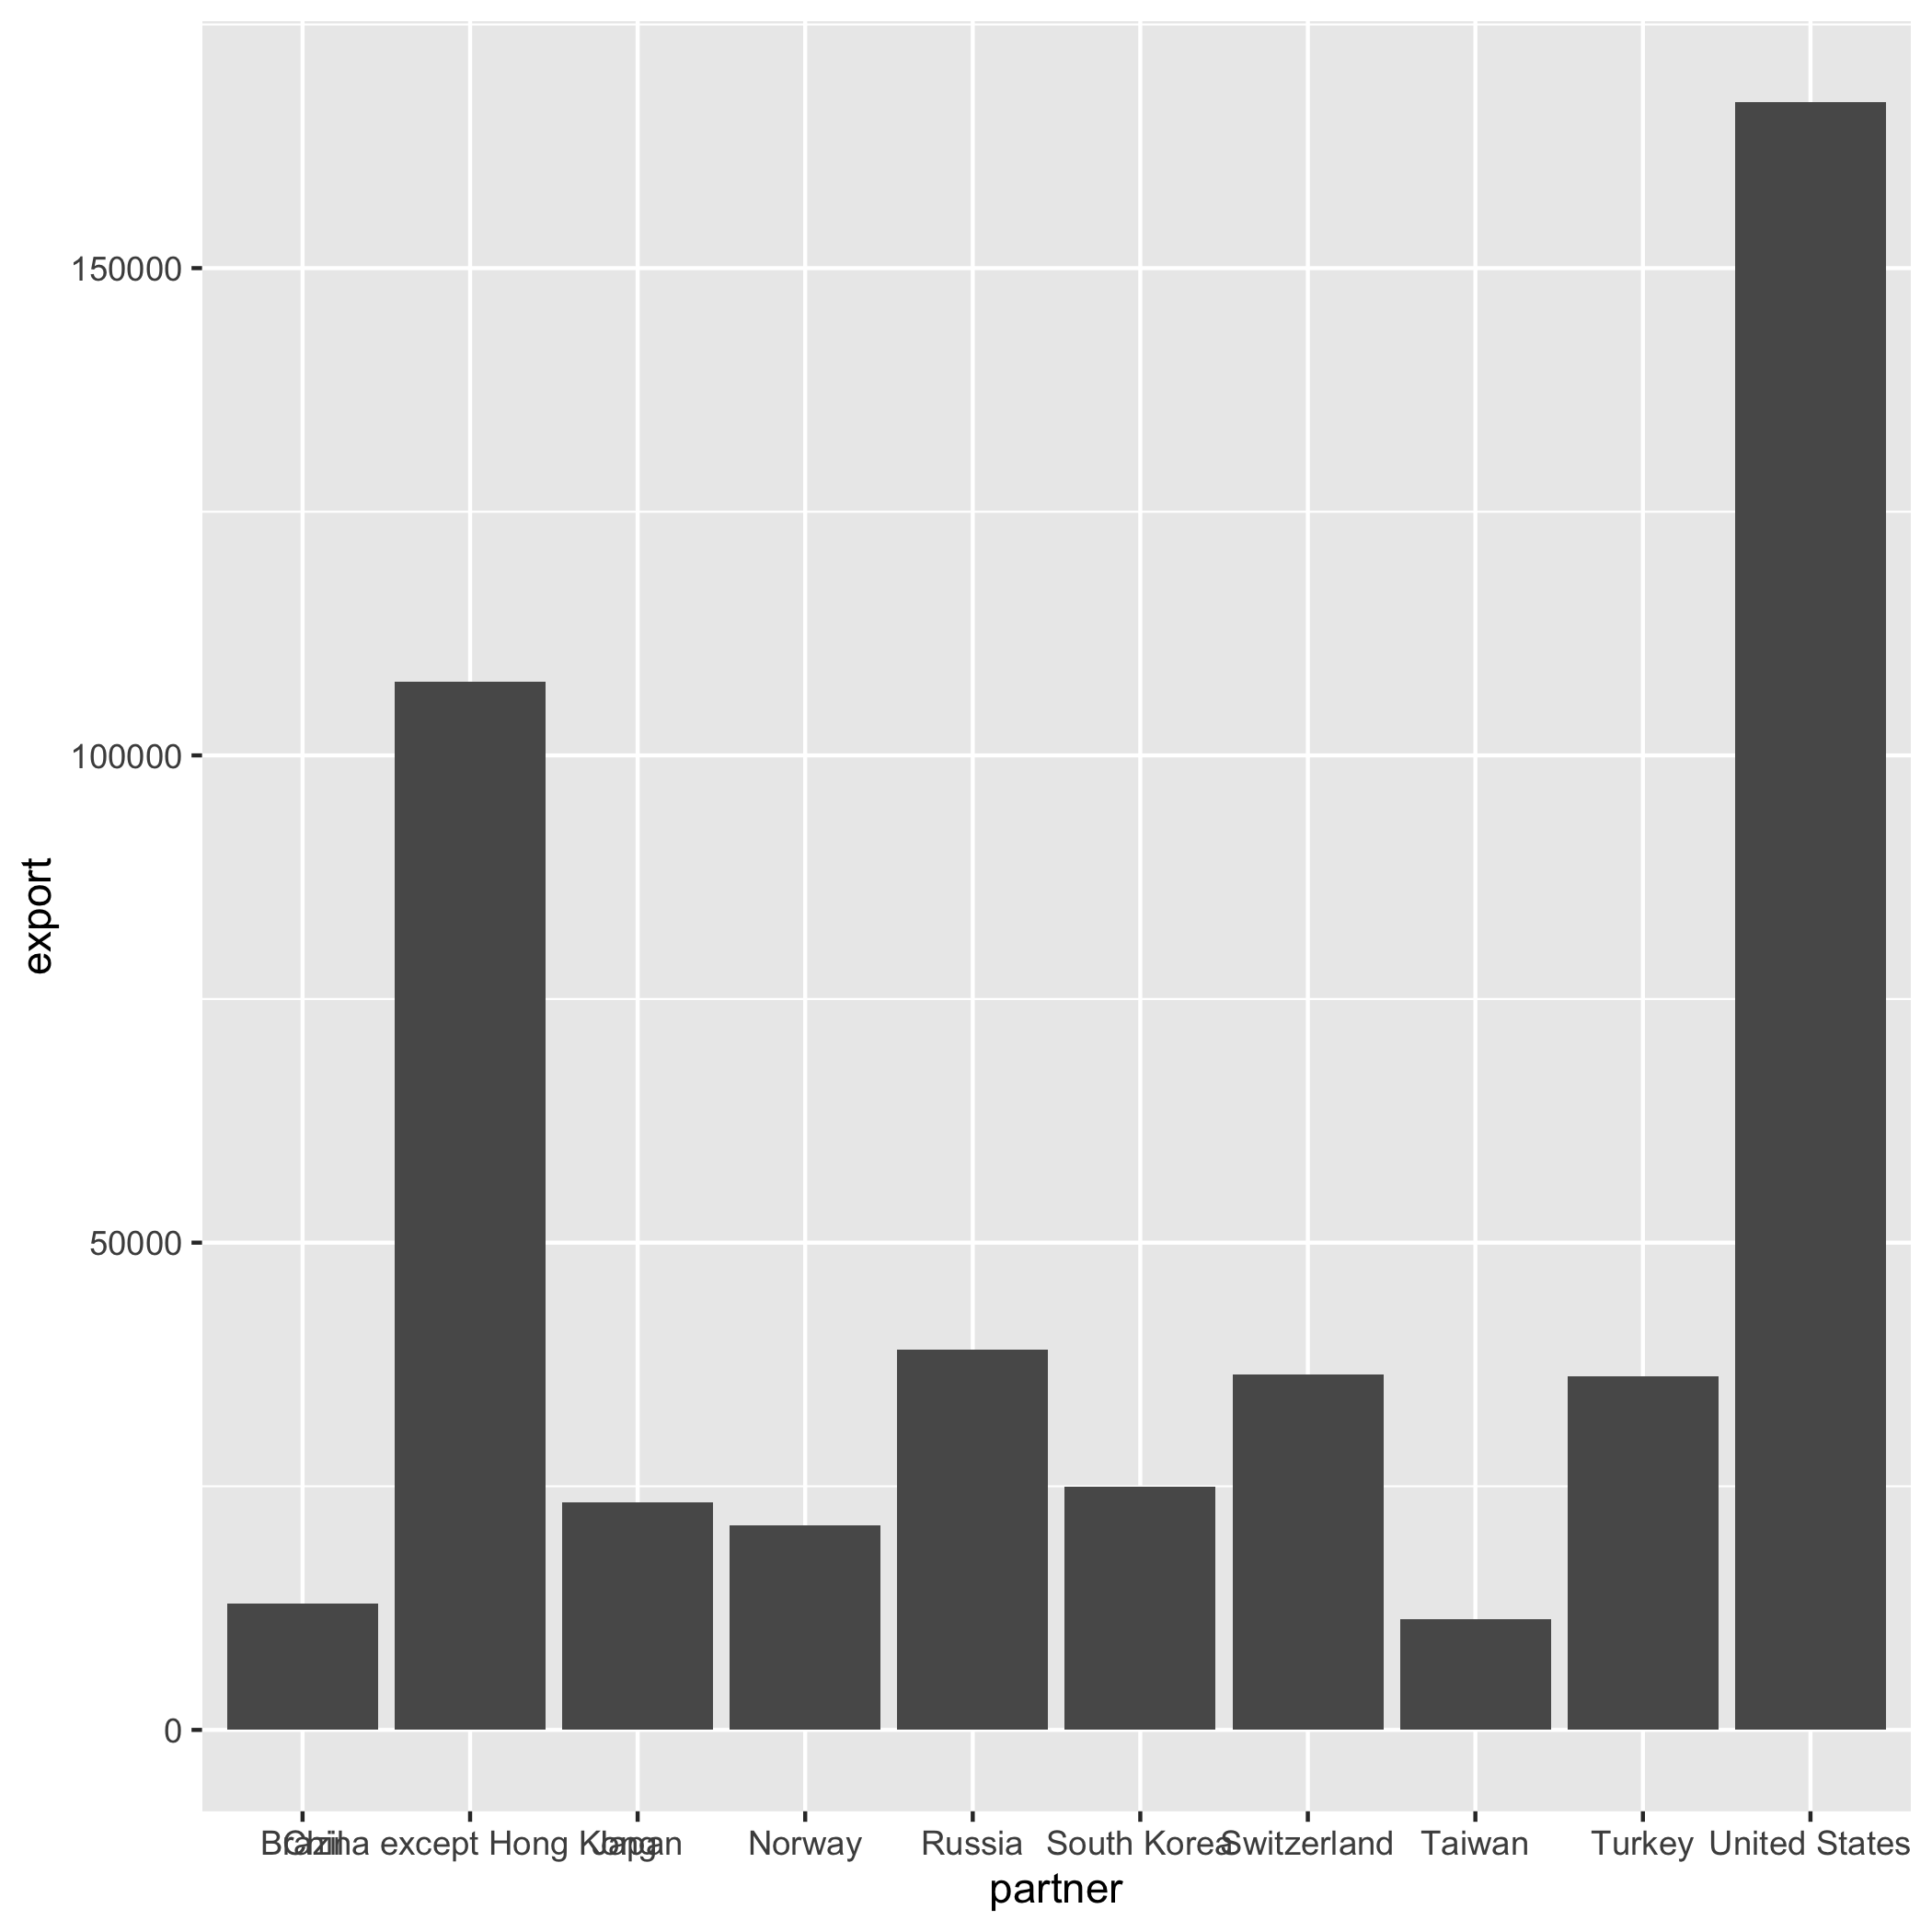 export
150000
100000
50000
0
Brazil China except Hong Kong Japan Norway Russia South Korea Switzerland Taiwan Turkey United States
partner